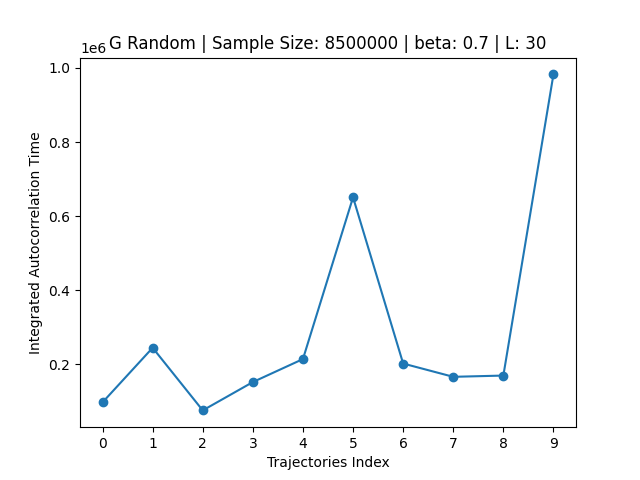 G Random | Sample Size: 8500000 | beta: 0.7 | L: 30
1e6
1.0
0.8
0.6
0.4
0.2
Integrated Autocorrelation Time
0 1 2 3 4 5 6 7 8 9
Trajectories Index